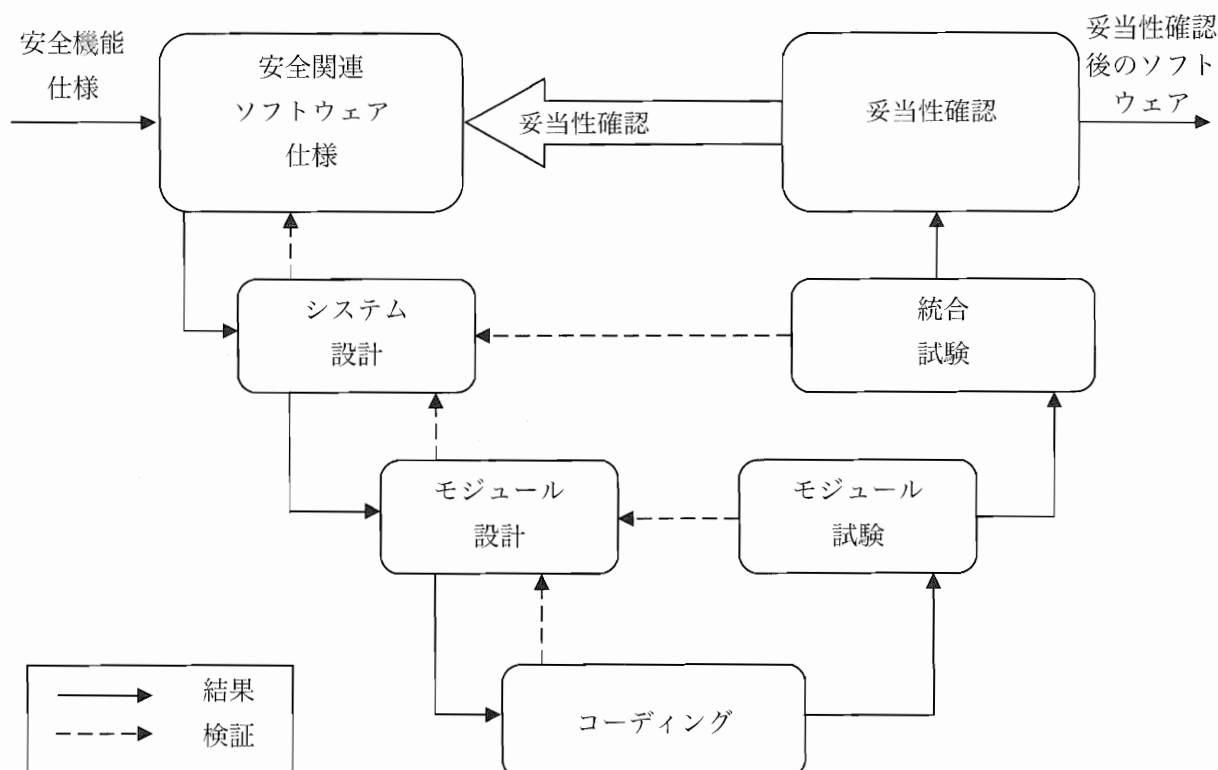 安全機能
仕様
安全関連
ソフトウェア
仕様
妥当性確認
妥当性確認
妥当性確認
後のソフト
ウェア
システム
設計
統合
試験
モジュール
設計
モジュール
試験
コーディング
結果
検証